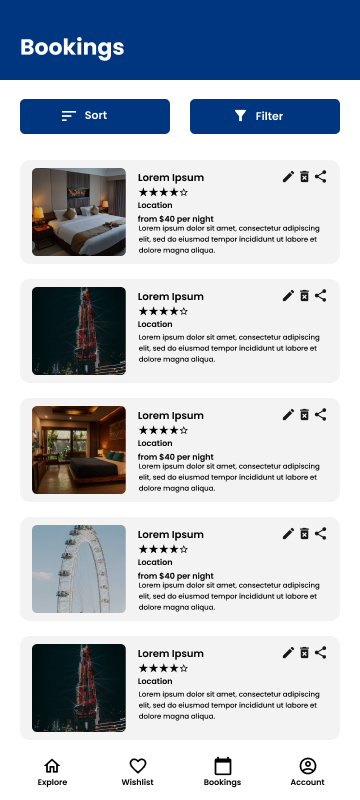 Bookings
Sort
Filter
Lorem Ipsum
Location
from $40 per night
Lorem ipsum dolor sit amet, consectetur adipiscing
elit, sed do eiusmod tempor incididunt ut labore et
dolore magna aliqua.
Lorem Ipsum
Location
Lorem ipsum dolor sit amet, consectetur adipiscing
elit, sed do eiusmod tempor incididunt ut labore et
dolore magna aliqua.
Lorem Ipsum
Location
from $40 per night
Lorem ipsum dolor sit amet, consectetur adipiscing
elit, sed do eiusmod tempor incididunt ut labore et
dolore magna aliqua.
Lorem Ipsum
Location
from $40 per night
Lorem ipsum dolor sit amet, consectetur adipiscing
elit, sed do eiusmod tempor incididunt ut labore et
dolore magna aliqua.
Lorem Ipsum
Location
Lorem ipsum dolor sit amet, consectetur adipiscing
elit, sed do eiusmod tempor incididunt ut labore et
dolore magna aliqua.
Explore
Wishlist
Bookings
Account